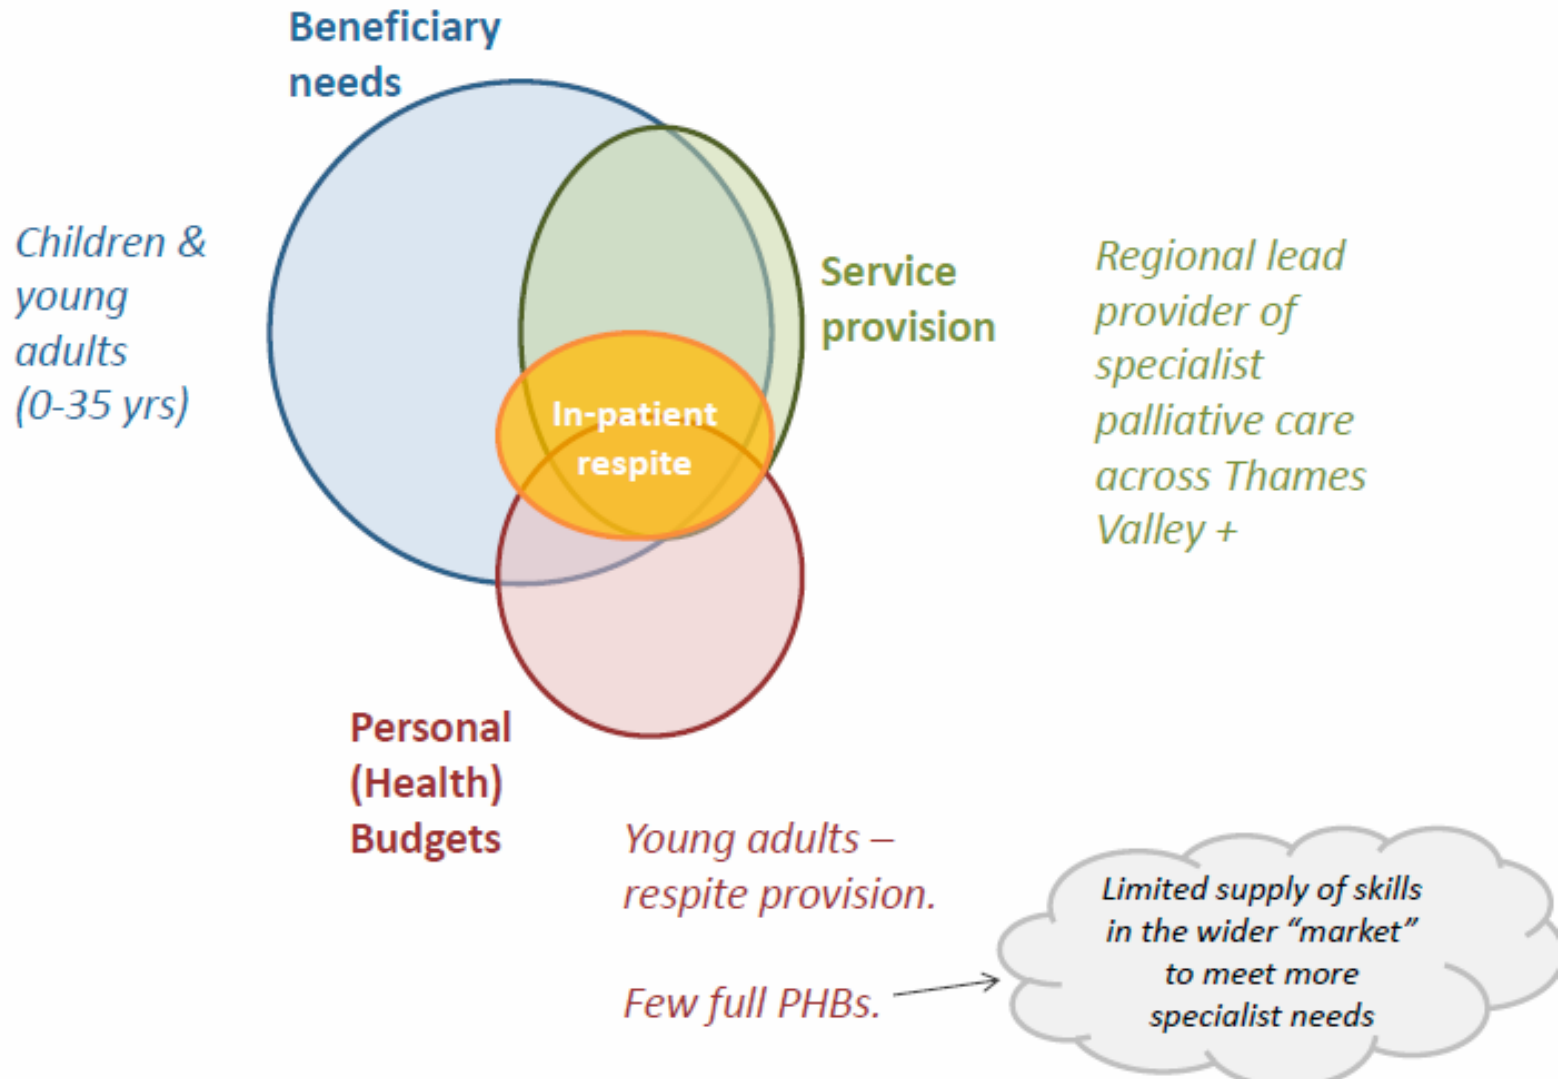 Beneficiary
needs
Children &
young
adults
(0-35 yrs)
Service
provision
Regional lead
provider of
specialist
palliative care
across Thames
Valley +
In-patient
respite
Personal
(Health)
Budgets
Young adults –
respite provision.
Few full PHBs.
Limited supply of skills
in the wider “market”
to meet more
specialist needs